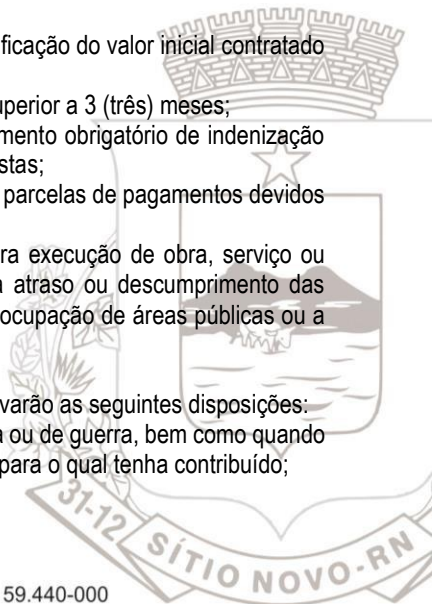 ficação do valor inicial contratado
uperior a 3 (três) meses;
mento obrigatório de indenização
stas;
parcelas de pagamentos devidos
ra execução de obra, serviço ou
a atraso ou descumprimento das
ocupação de áreas públicas ou a
varão as seguintes disposições:
a ou de guerra, bem como quando
para o qual tenha contribuído;
31-12 SÍTIO NOVO-RN
59.440-000